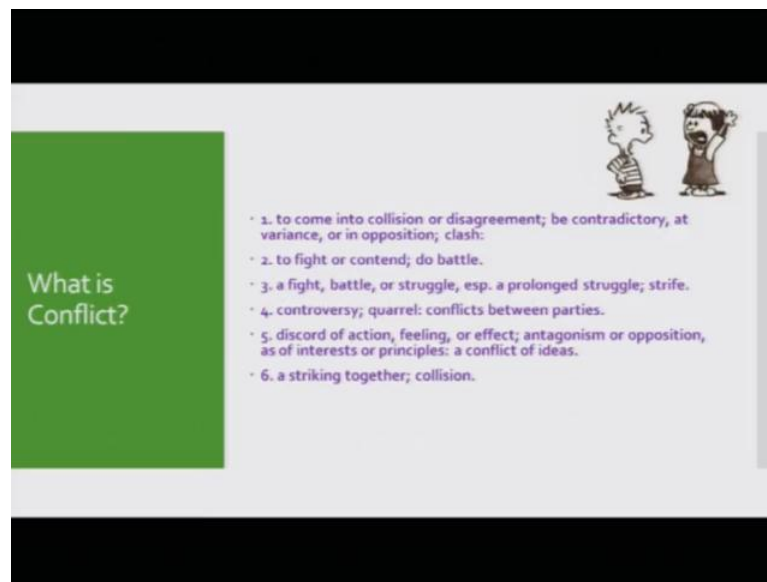 What is
Conflict?
1. to come into collision or disagreement; be contradictory, at
variance, or in opposition; clash:
2. to fight or contend; do battle.
3. a fight, battle, or struggle, esp. a prolonged struggle; strife.
4. controversy; quarrel: conflicts between parties.
5. discord of action, feeling, or effect; antagonism or opposition,
as of interests or principles: a conflict of ideas.
6. a striking together; collision.